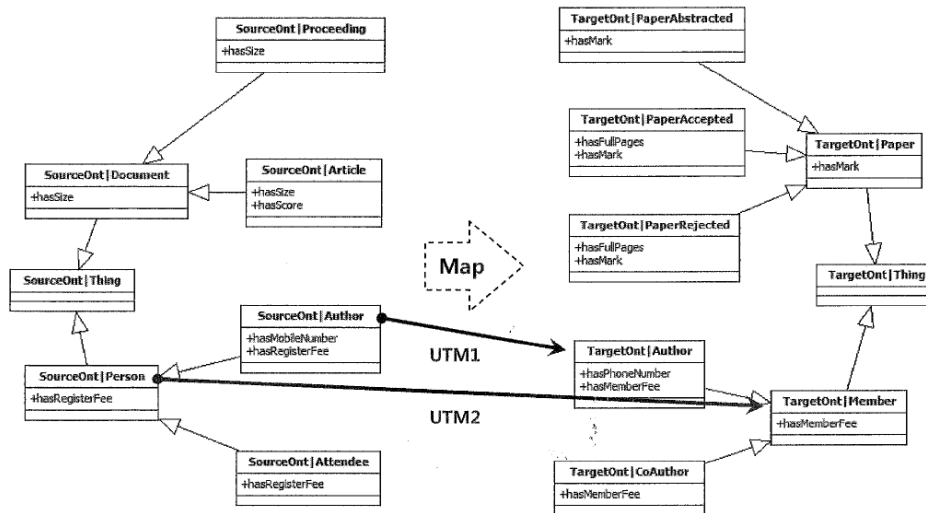 SourceOnt|Proceeding
+hasSize
SourceOnt|Document
+hasSize
SourceOnt|Article
+hasSize
+hasScore
SourceOnt|Thing
SourceOnt|Author
+hasMobileNumber
+hasRegisterFee
SourceOnt|Person
+hasRegisterFee
SourceOnt|Attendee
+hasRegisterFee
Map
UTM1
UTM2
TargetOnt|PaperAbstracted
+hasMark
TargetOnt|PaperAccepted
+hasFullPages
+hasMark
TargetOnt|Paper
+hasMark
TargetOnt|PaperRejected
+hasFullPages
+hasMark
TargetOnt|Thing
TargetOnt|Author
+hasPhoneNumber
+hasMemberFee
TargetOnt|Member
+hasMemberFee
TargetOnt|CoAuthor
+hasMemberFee